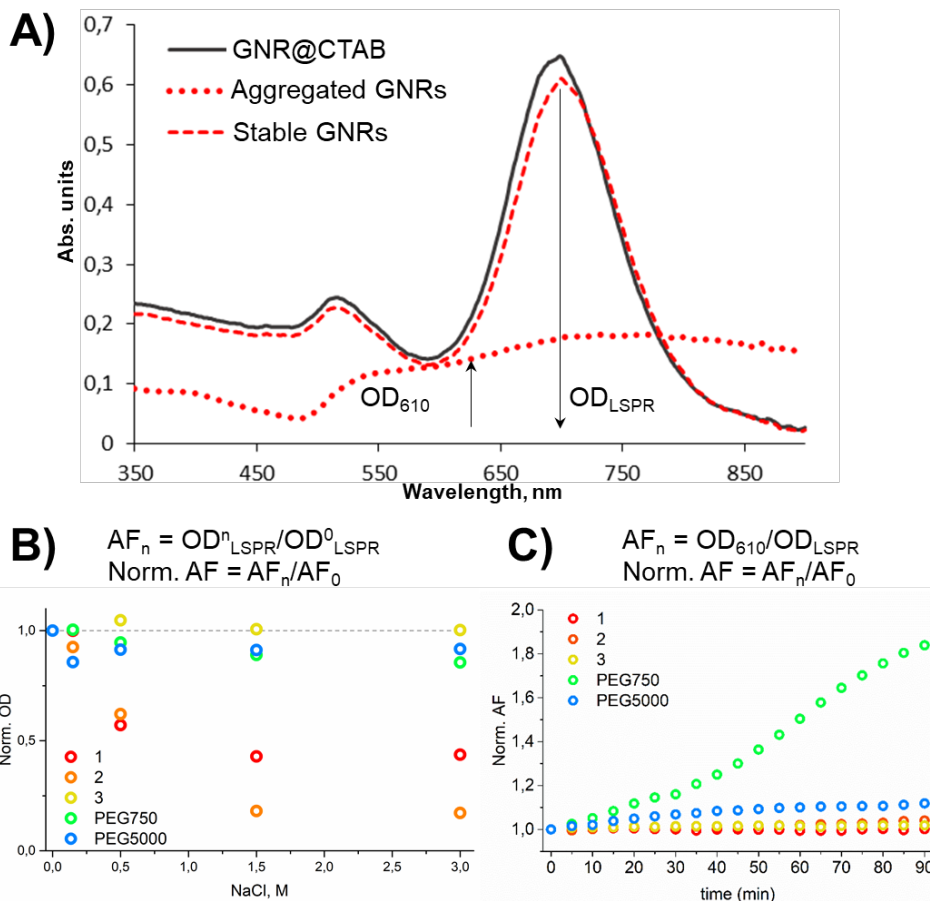 A)
0,7
0,6
0,5
0,4
0,3
0,2
0,1
0
Abs. units
GNR@CTAB
Aggregated GNRs
Stable GNRs
OD610
ODLSPR
350 450 550 650 750 850
Wavelength, nm
B)
AFn = ODnLSPR/OD0LSPR
Norm. AF = AFn/AF0
1,0
0,5
0,0
Norm. OD
1
2
3
PEG750
PEG5000
0,0 0,5 1,0 1,5 2,0 2,5 3,0
NaCl, M
C)
AFn = OD610/ODLSPR
Norm. AF = AFn/AF0
2,0
1,8
1,6
1,4
1,2
1,0
Norm. AF
1
2
3
PEG750
PEG5000
0 10 20 30 40 50 60 70 80 90
time (min)